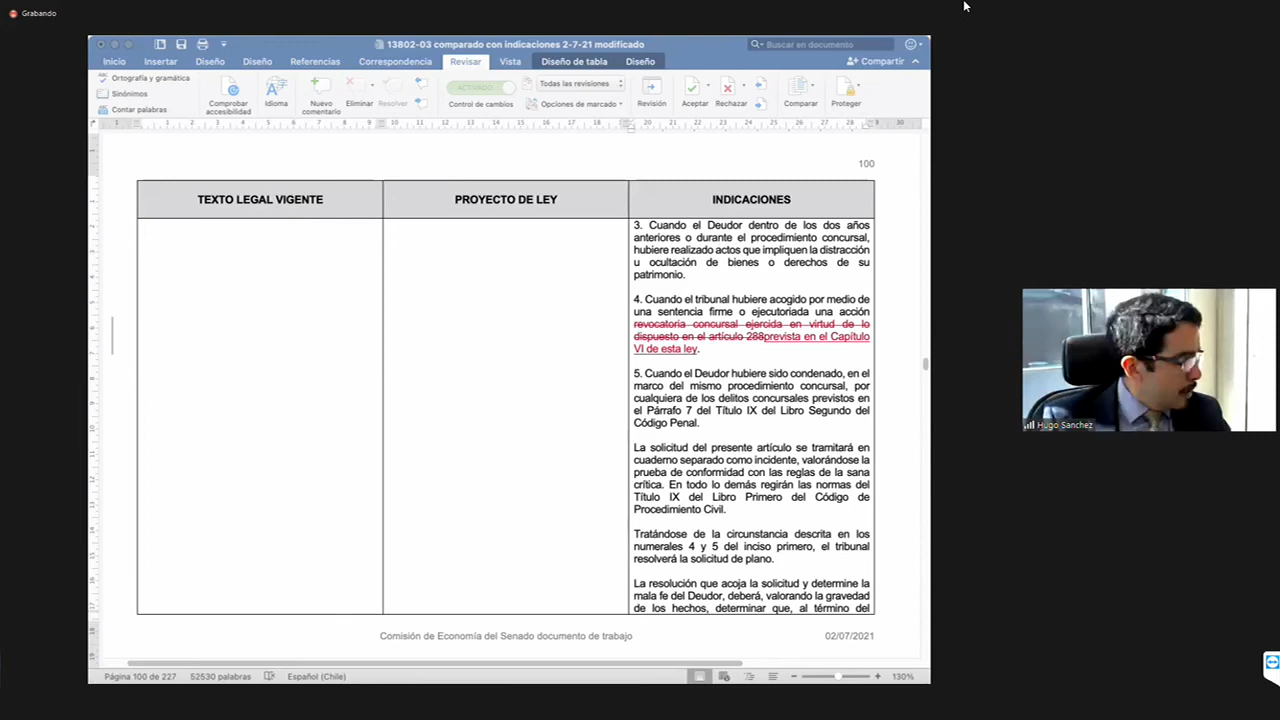 Grabando
13802-03 comparado con indicaciones 2-7-21 modificado
Buscar en documento
Inicio
Insertar
Diseño
Diseño
Referencias
Correspondencia
Revisar
Vista
Diseño de tabla
Diseño
Compartir
Ortografía y gramática
Sinónimos
Contar palabras
Comprobar
accesibilidad
Idioma
Nuevo
comentario
Eliminar
Resolver
ACTIVADO
Control de cambios
Todas las revisiones
Opciones de marcado
Revisión
Aceptar
Rechazar
Comparar
Proteger
100
TEXTO LEGAL VIGENTE
PROYECTO DE LEY
INDICACIONES
3. Cuando el Deudor dentro de los dos años
anteriores o durante el procedimiento concursal,
hubiere realizado actos que impliquen la distracción
u ocultación de bienes o derechos de su
patrimonio.
4. Cuando el tribunal hubiere acogido por medio de
una sentencia firme o ejecutoriada una acción
revocatoria concursal ejercida en virtud de lo
dispuesto en el artículo 288prevista en el Capítulo
VI de esta ley.
5. Cuando el Deudor hubiere sido condenado, en el
marco del mismo procedimiento concursal, por
cualquiera de los delitos concursales previstos en
el Párrafo 7 del Título IX del Libro Segundo del
Código Penal.
La solicitud del presente artículo se tramitará en
cuaderno separado como incidente, valorándose la
prueba de conformidad con las reglas de la sana
crítica. En todo lo demás regirán las normas del
Título IX del Libro Primero del Código de
Procedimiento Civil.
Tratándose de la circunstancia descrita en los
numerales 4 y 5 del inciso primero, el tribunal
resolverá la solicitud de plano.
La resolución que acoja la solicitud y determine la
mala fe del Deudor, deberá, valorando la gravedad
de los hechos, determinar que, al término del
Comisión de Economía del Senado documento de trabajo
02/07/2021
Página 100 de 227
52530 palabras
Español (Chile)
130%
Hugo Sanchez